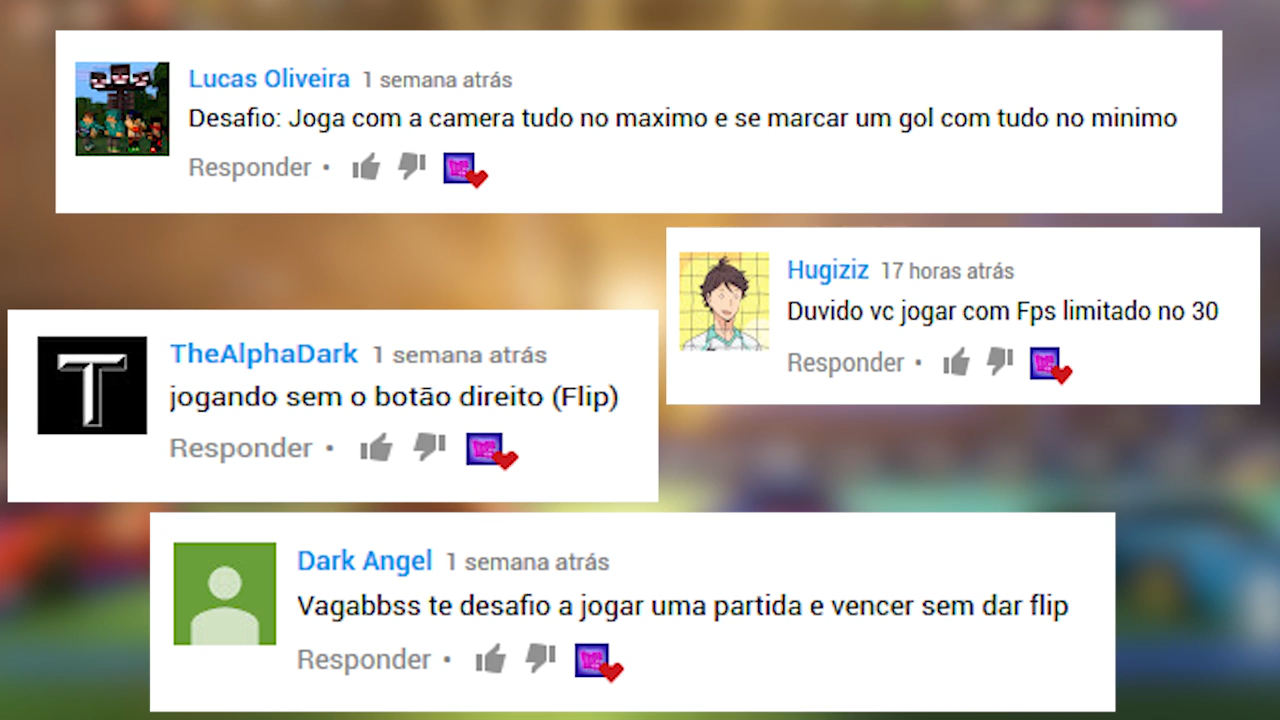 Lucas Oliveira 1 semana atrás
Desafio: Joga com a camera tudo no maximo e se marcar um gol com tudo no minimo
Responder •
Hugiziz 17 horas atrás
Duvido vc jogar com Fps limitado no 30
Responder •
TheAlphaDark 1 semana atrás
jogando sem o botão direito (Flip)
Responder •
T
Dark Angel 1 semana atrás
Vagabbss te desafio a jogar uma partida e vencer sem dar flip
Responder •